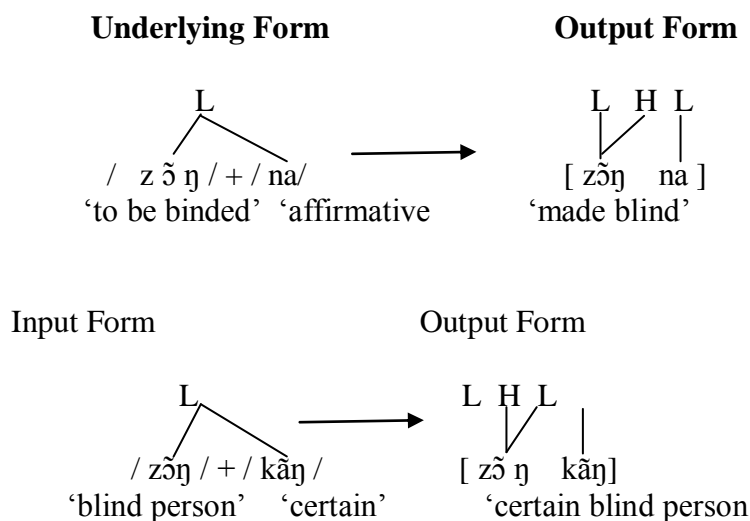 Underlying Form Output Form
L L H L
/ z ɔ̃ ŋ / + / na/ [ zɔ̃ŋ na ]
‘to be binded’ ‘affirmative ‘made blind’
Input Form Output Form
L L H L
/ zɔ̃ŋ / + / kãŋ / [ zɔ̃ ŋ kãŋ]
‘blind person’ ‘certain’ ‘certain blind person